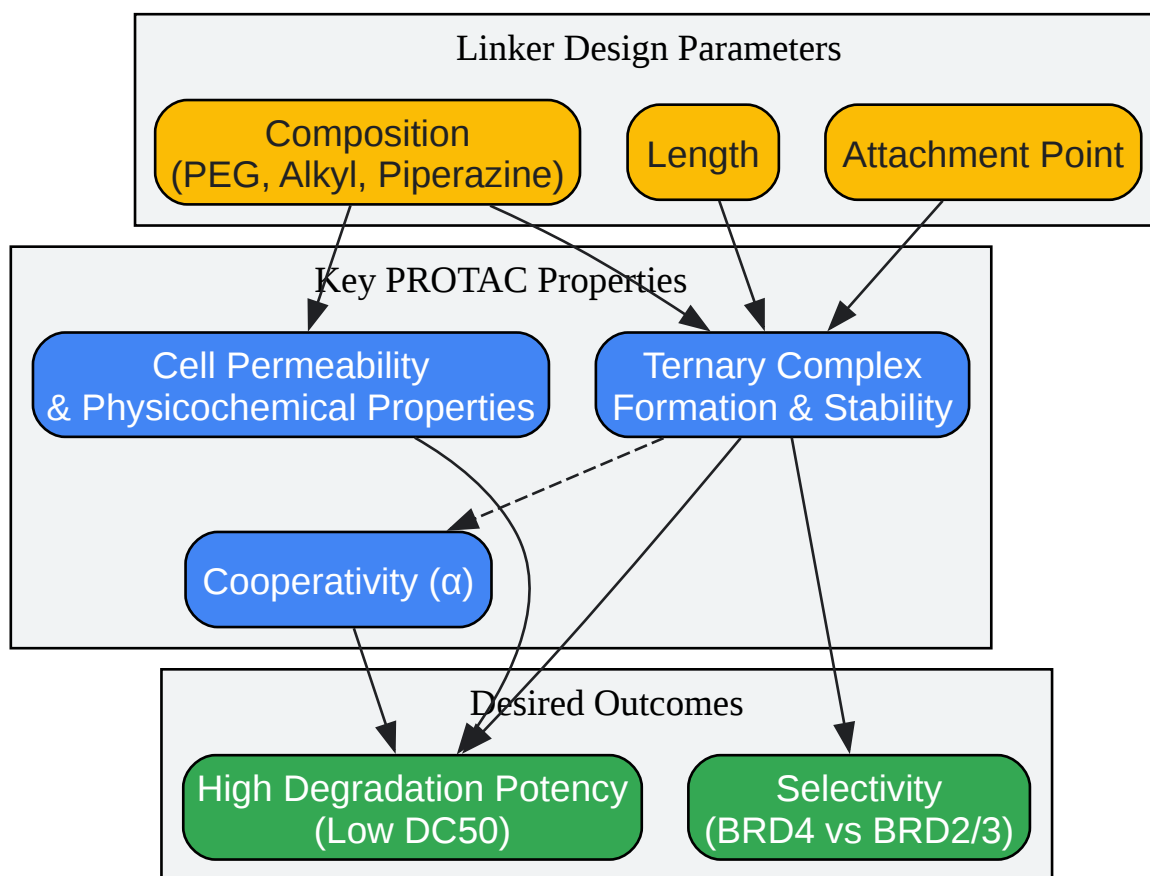 Linker Design Parameters
Composition
(PEG, Alkyl, Piperazine)
Length
Attachment Point
Key PROTAC Properties
Cell Permeability
& Physicochemical Properties
Ternary Complex
Formation & Stability
Cooperativity (α)
Desired Outcomes
High Degradation Potency
(Low DC50)
Selectivity
(BRD4 vs BRD2/3)